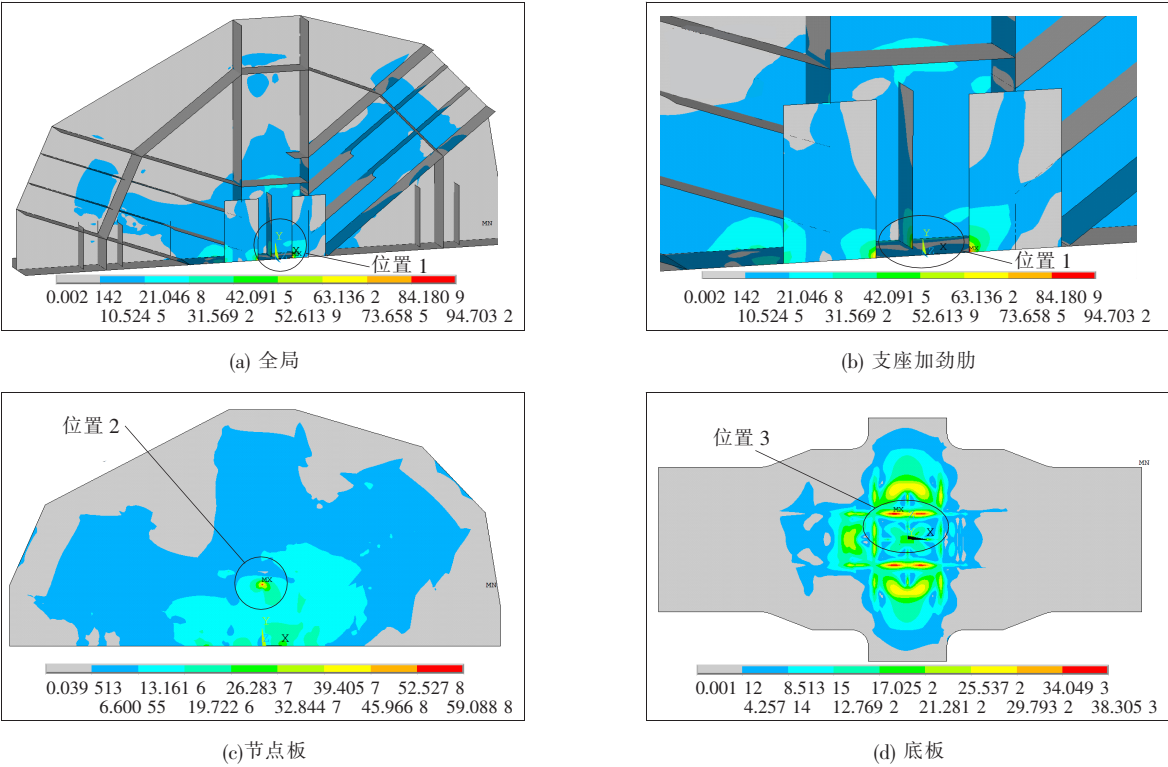 MN
Y
X
位置 1
0.002 142 21.046 8 42.091 5 63.136 2 84.180 9
10.524 5 31.569 2 52.613 9 73.658 5 94.703 2
(a) 全局
Y
X
MX
位置 1
0.002 142 21.046 8 42.091 5 63.136 2 84.180 9
10.524 5 31.569 2 52.613 9 73.658 5 94.703 2
(b) 支座加劲肋
位置 2
MX
MN
Y
X
0.039 513 13.161 6 26.283 7 39.405 7 52.527 8
6.600 55 19.722 6 32.844 7 45.966 8 59.088 8
(c)节点板
位置 3
MN
MX
X
0.001 12 8.513 15 17.025 2 25.537 2 34.049 3
4.257 14 12.769 2 21.281 2 29.793 2 38.305 3
(d) 底板